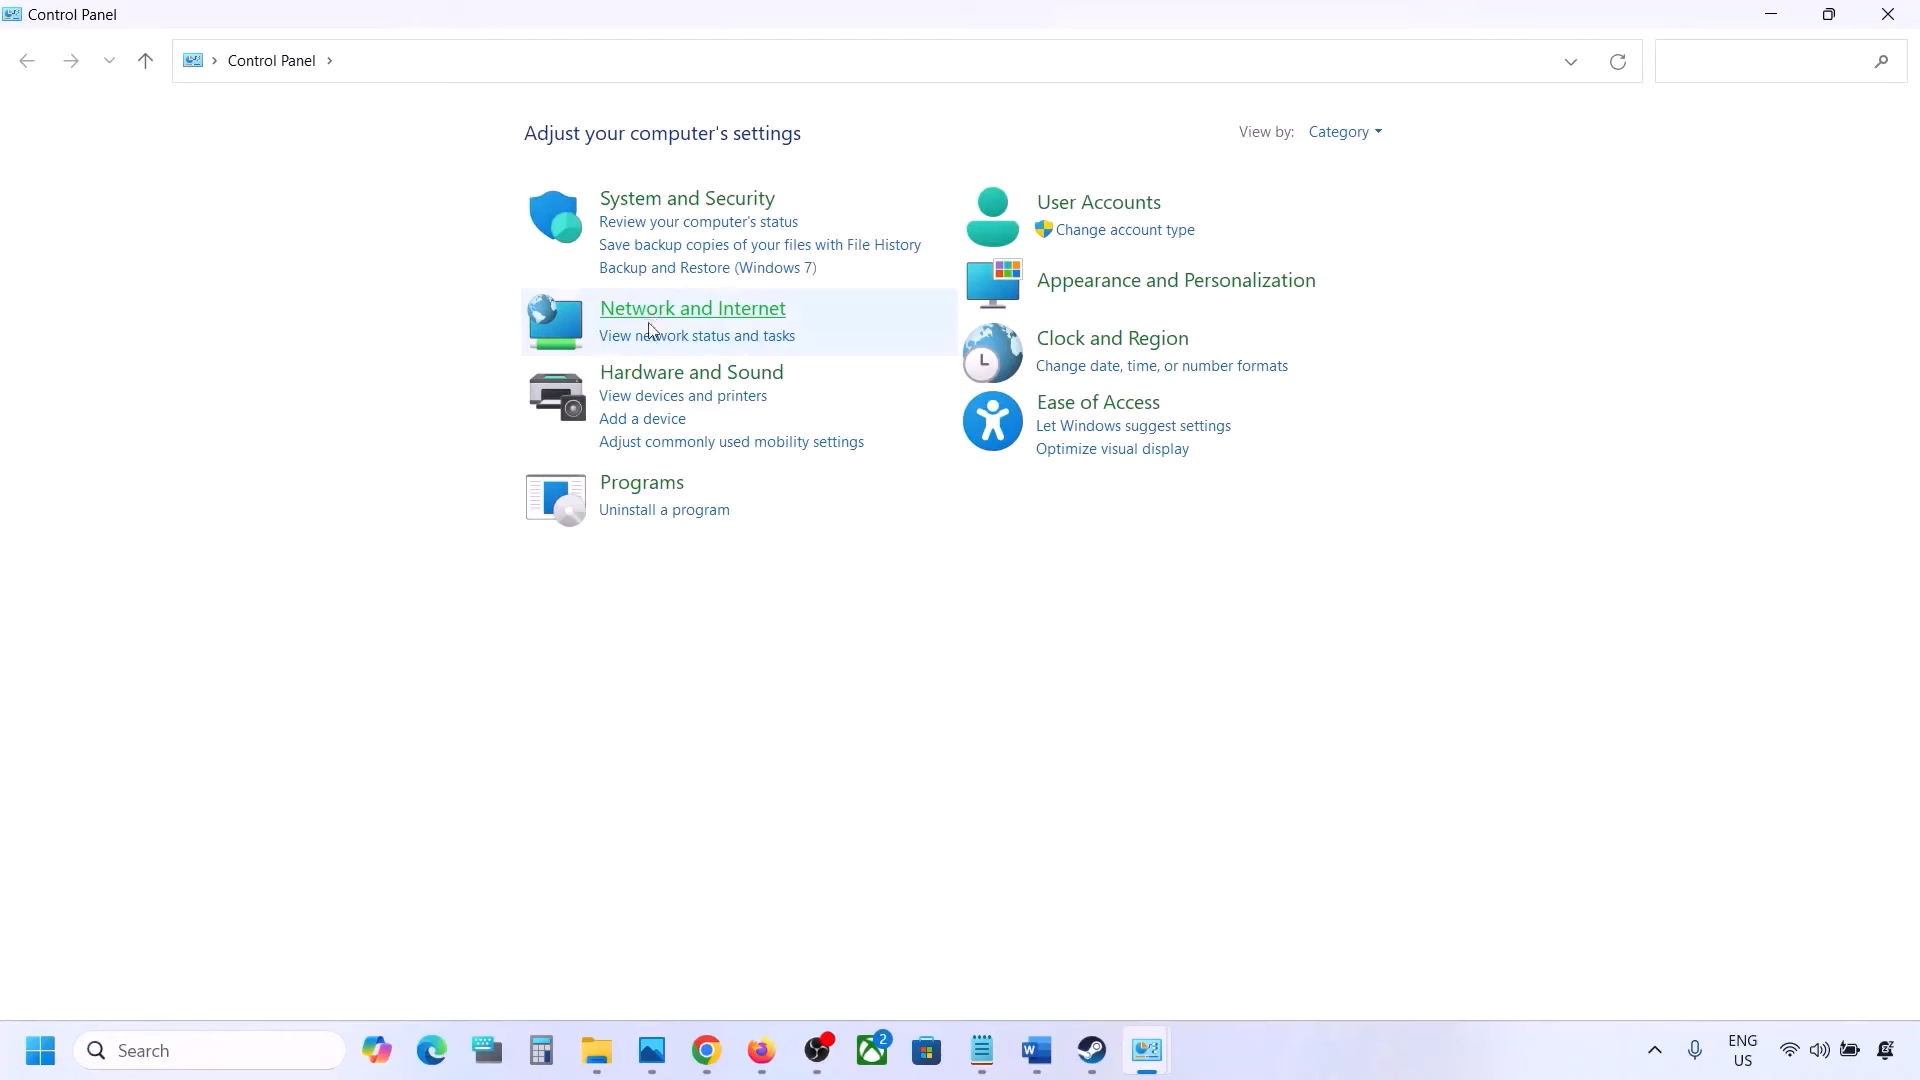 Control Panel
Control Panel
Adjust your computer's settings
View by: Category
System and Security
Review your computer's status
Save backup copies of your files with File History
Backup and Restore (Windows 7)
Network and Internet
View network status and tasks
Hardware and Sound
View devices and printers
Add a device
Adjust commonly used mobility settings
Programs
Uninstall a program
User Accounts
Change account type
Appearance and Personalization
Clock and Region
Change date, time, or number formats
Ease of Access
Let Windows suggest settings
Optimize visual display
Search
2
ENG
US